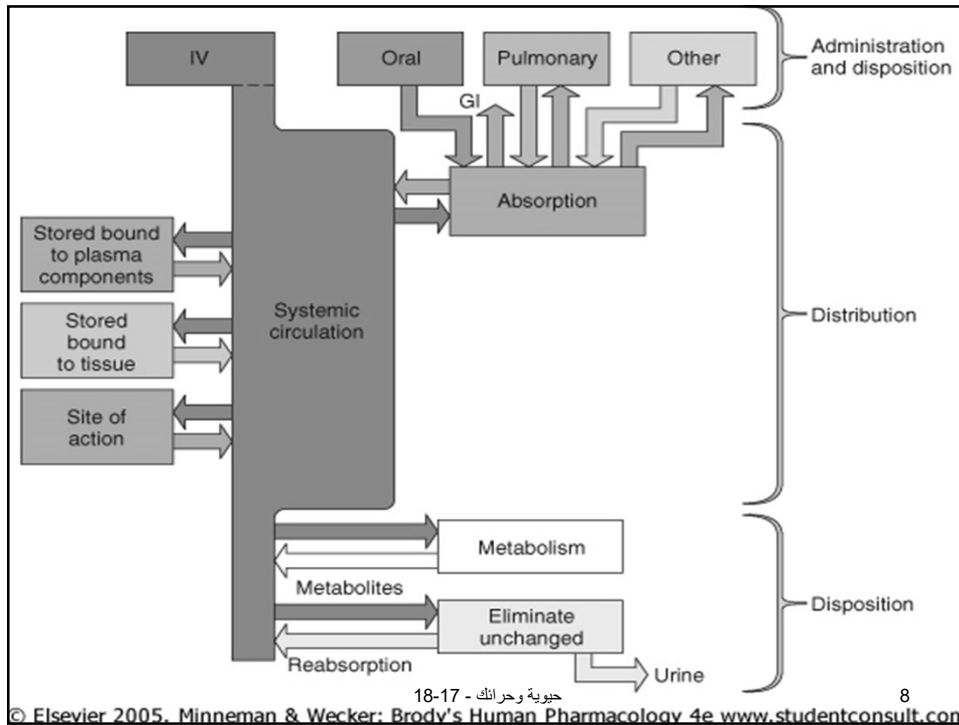 IV
Oral
Pulmonary
Other
Administration
and disposition
GI
Absorption
Stored bound
to plasma
components
Stored
bound
to tissue
Site of
action
Systemic
circulation
Distribution
Metabolism
Metabolites
Eliminate
unchanged
Reabsorption
Urine
Disposition
حيوية وحرائك - 17-18
8
© Elsevier 2005. Minneman & Wecker: Brody's Human Pharmacology 4e www.studentconsult.com